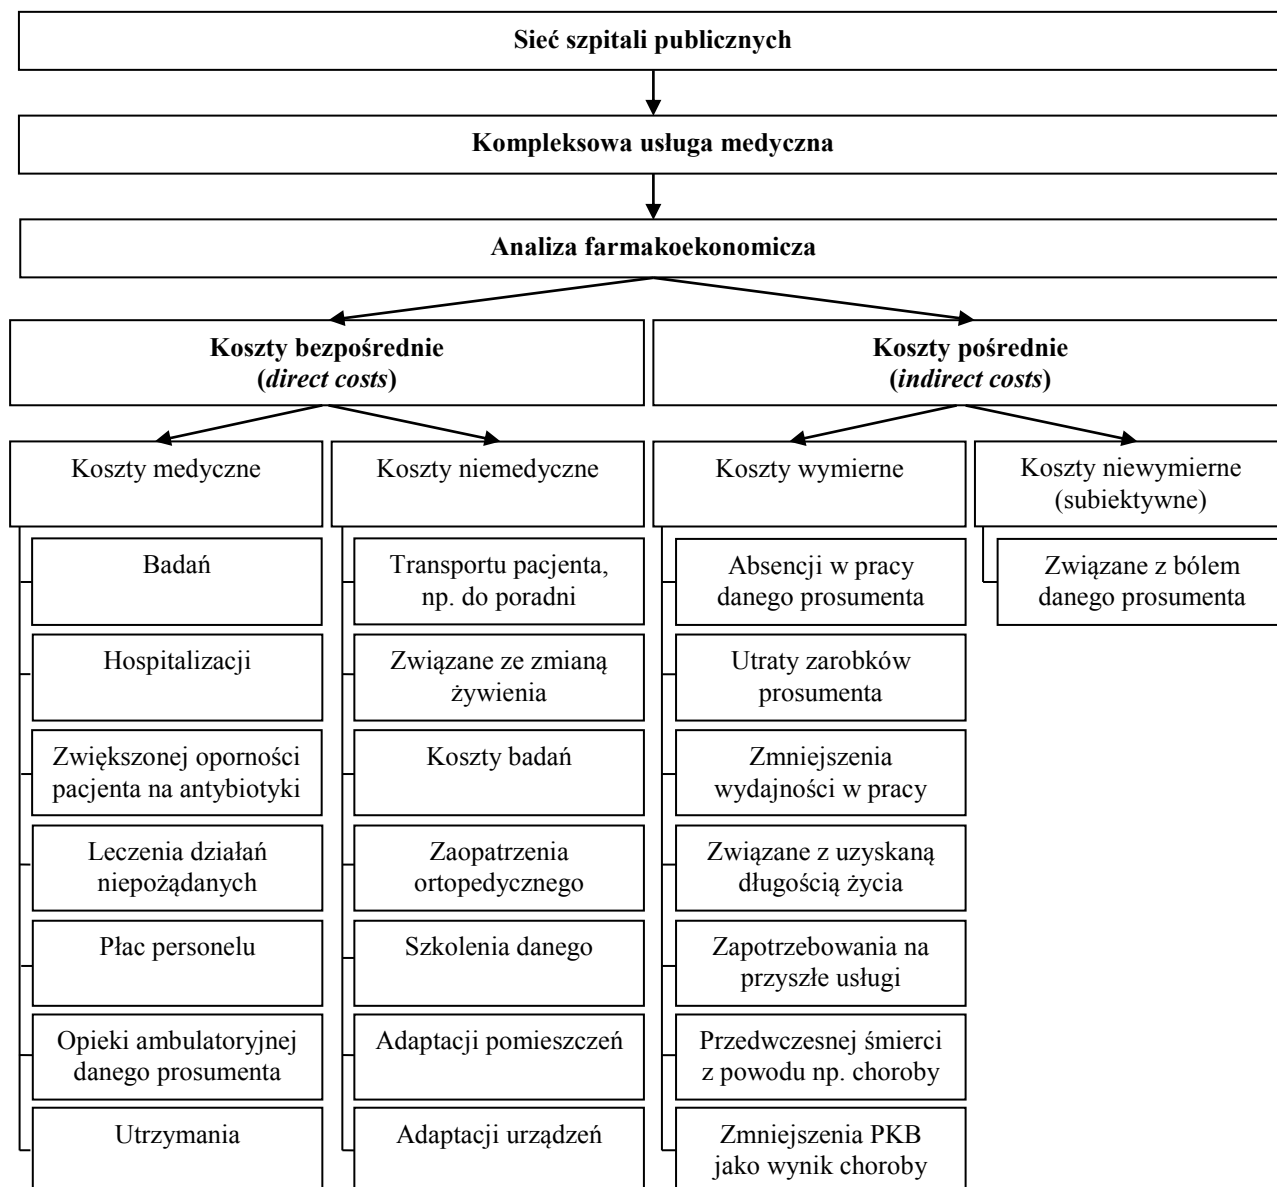 Sieć szpitali publicznych
Kompleksowa usługa medyczna
Analiza farmakoekonomicza
Koszty bezpośrednie
(direct costs)
Koszty pośrednie
(indirect costs)
Koszty medyczne
Koszty niemedyczne
Koszty wymierne
Koszty niewymierne
(subiektywne)
Badań
Hospitalizacji
Zwiększonej oporności
pacjenta na antybiotyki
Leczenia działań
niepożądanych
Płac personelu
Opieki ambulatoryjnej
danego prosumenta
Utrzymania
Transportu pacjenta,
np. do poradni
Związane ze zmianą
żywienia
Koszty badań
Zaopatrzenia
ortopedycznego
Szkolenia danego
Adaptacji pomieszczeń
Adaptacji urządzeń
Absencji w pracy
danego prosumenta
Utraty zarobków
prosumenta
Zmniejszenia
wydajności w pracy
Związane z uzyskaną
długością życia
Zapotrzebowania na
przyszłe usługi
Przedwczesnej śmierci
z powodu np. choroby
Zmniejszenia PKB
jako wynik choroby
Związane z bólem
danego prosumenta